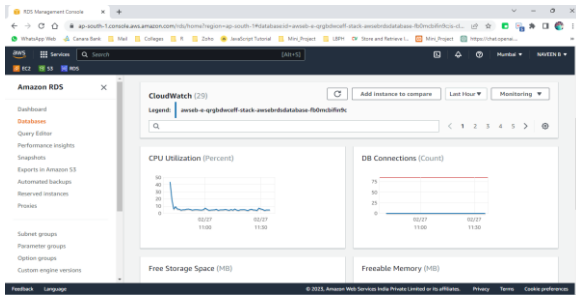 RDS Management Console
ap-south-1.console.aws.amazon.com/rds/home?region=ap-south-1#database:id=awseb-e-qrgbdwceff-stack-awsebrdsdatabase-fb0mcbifin9c;is-cl...
WhatsApp Web Canara Bank Mail Colleges R Zoho JavaScript Tutorial Mini_Project LBPH Store and Retrieve I... Mini_Project https://chat.openai...
aws Services Search [Alt+S] Mumbai NAVEEN B
EC2 S3 RDS
Amazon RDS
Dashboard
Databases
Query Editor
Performance insights
Snapshots
Exports in Amazon S3
Automated backups
Reserved instances
Proxies
Subnet groups
Parameter groups
Option groups
Custom engine versions
CloudWatch (29)
Add instance to compare Last Hour Monitoring
Legend: awseb-e-qrgbdwceff-stack-awsebrdsdatabase-fb0mcbifin9c
1 2 3 4 5
CPU Utilization (Percent)
50
40
30
20
10
0
02/27 02/27
11:00 11:30
DB Connections (Count)
75
50
25
0
02/27 02/27
11:00 11:30
Free Storage Space (MB)
Freeable Memory (MB)
Feedback Language © 2023, Amazon Web Services India Private Limited or its affiliates. Privacy Terms Cookie preferences